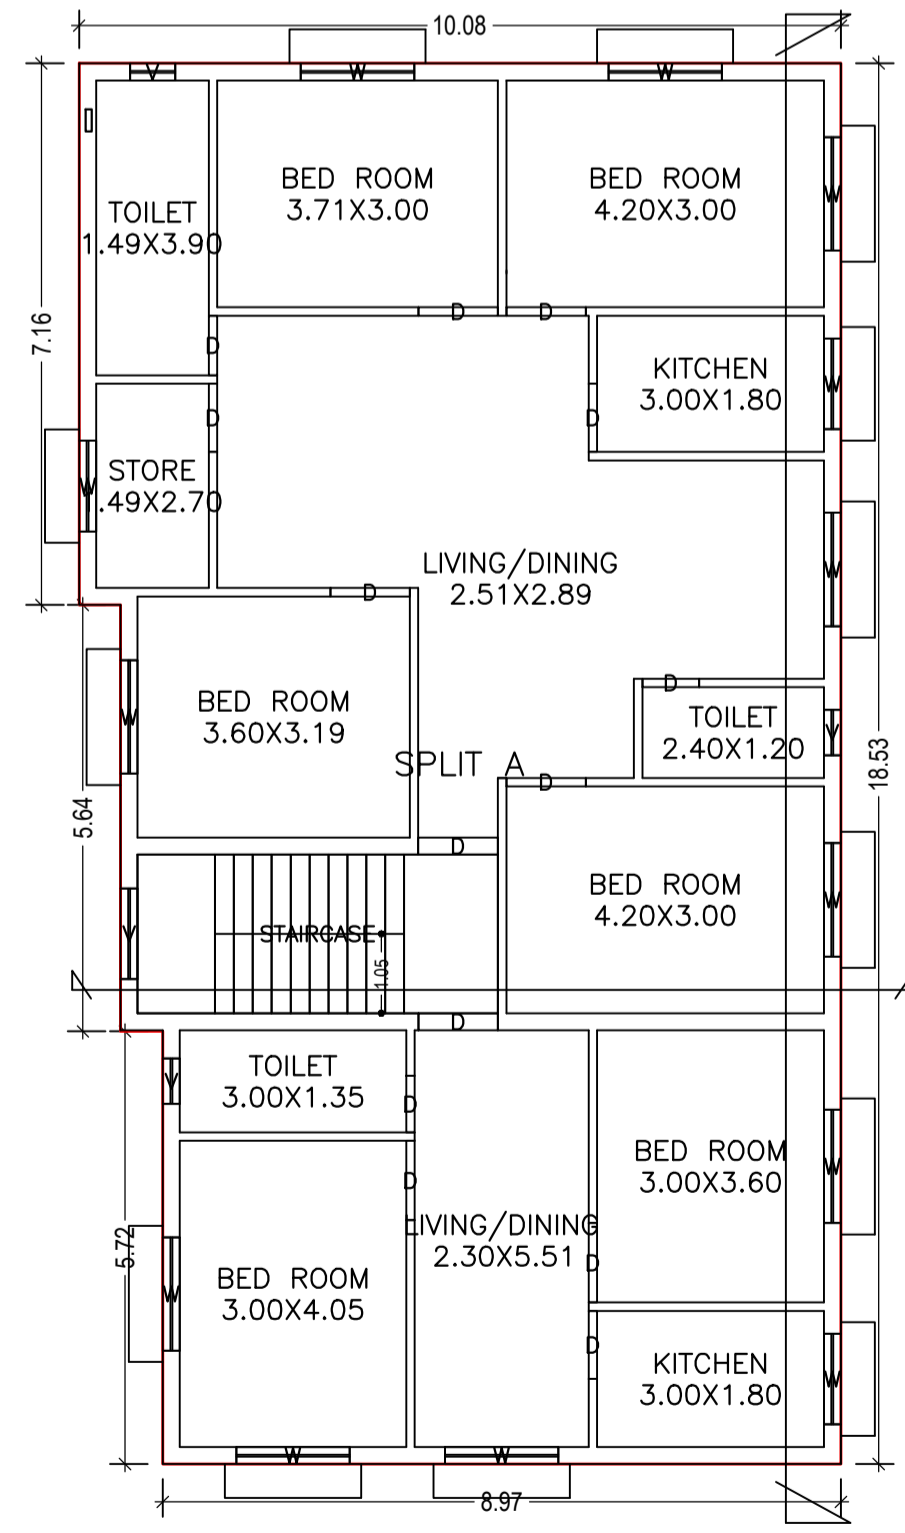 10.08
V
W
W
BED ROOM
3.71X3.00
BED ROOM
4.20X3.00
W
TOILET
1.49X3.90
D
D
7.16
D
KITCHEN
3.00X1.80
W
D
D
STORE
.49X2.70
W
LIVING/DINING
2.51X2.89
W
D
BED ROOM
3.60X3.19
W
D
TOILET
2.40X1.20
V
SPLIT A
D
18.53
5.64
D
BED ROOM
4.20X3.00
W
STAIRCASE
V
1.05
D
TOILET
3.00X1.35
V
D
BED ROOM
3.00X3.60
W
D
LIVING/DINING
2.30X5.51
5.72
D
BED ROOM
3.00X4.05
W
D
KITCHEN
3.00X1.80
W
W
W
8.97